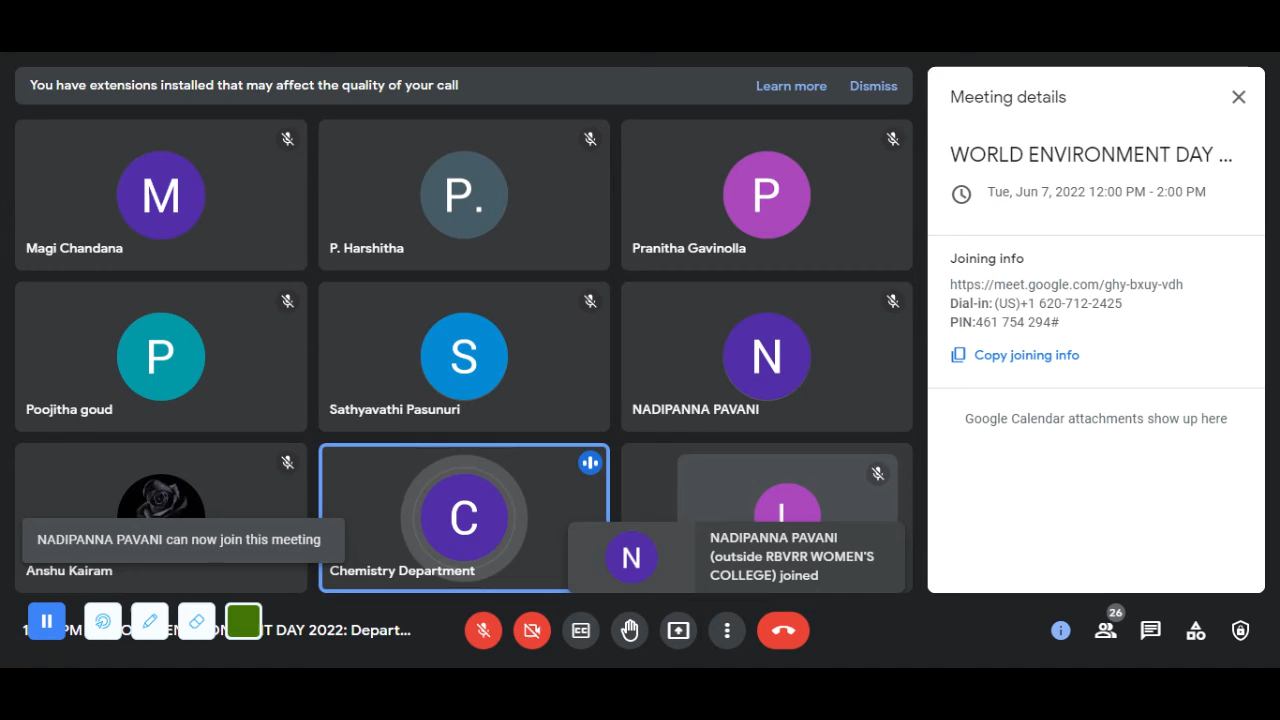 You have extensions installed that may affect the quality of your call
Learn more
Dismiss
M
Magi Chandana
P.
P. Harshitha
P
Pranitha Gavinolla
P
Poojitha goud
S
Sathyavathi Pasunuri
N
NADIPANNA PAVANI
Anshu Kairam
C
Chemistry Department
NADIPANNA PAVANI can now join this meeting
N
NADIPANNA PAVANI
(outside RBVRR WOMEN'S
COLLEGE) joined
DAY 2022: Depart...
26
Meeting details
WORLD ENVIRONMENT DAY ...
Tue, Jun 7, 2022 12:00 PM - 2:00 PM
Joining info
https://meet.google.com/ghy-bxuy-vdh
Dial-in: (US)+1 620-712-2425
PIN:461 754 294#
Copy joining info
Google Calendar attachments show up here